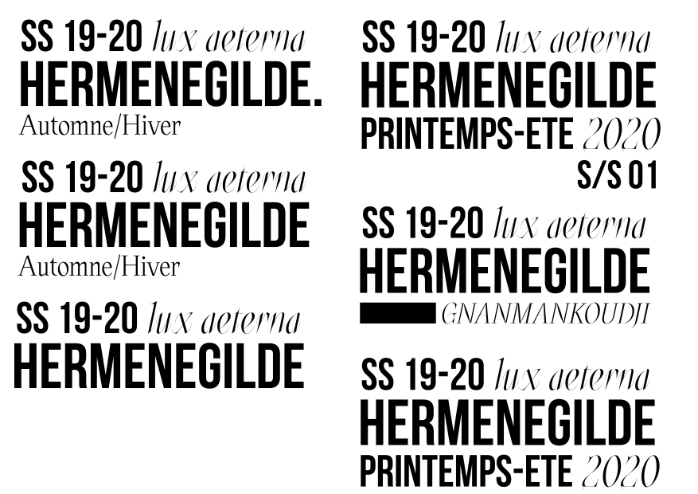 SS 19-20 lux aeterna
HERMENEGILDE.
Automne/Hiver
SS 19-20 lux aeterna
HERMENEGILDE
Automne/Hiver
SS 19-20 lux aeterna
HERMENEGILDE
SS 19-20 lux aeterna
HERMENEGILDE
PRINTEMPS-ETE 2020
S/S 01
SS 19-20 lux aeterna
HERMENEGILDE
GNANMANKOUDJI
SS 19-20 lux aeterna
HERMENEGILDE
PRINTEMPS-ETE 2020